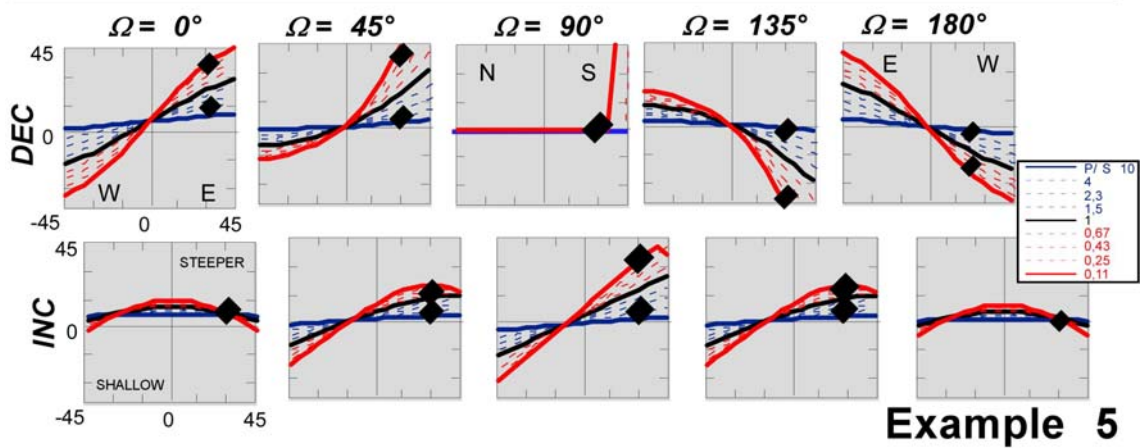 Ω = 0° Ω = 45° Ω = 90° Ω = 135° Ω = 180°
45
DEC
0
-45
W E
N S
E W
0 45
P/ S 10
4
2,3
1,5
1
0,67
0,43
0,25
0,11
45
INC
0
STEEPER
SHALLOW
-45 0 45
Example 5